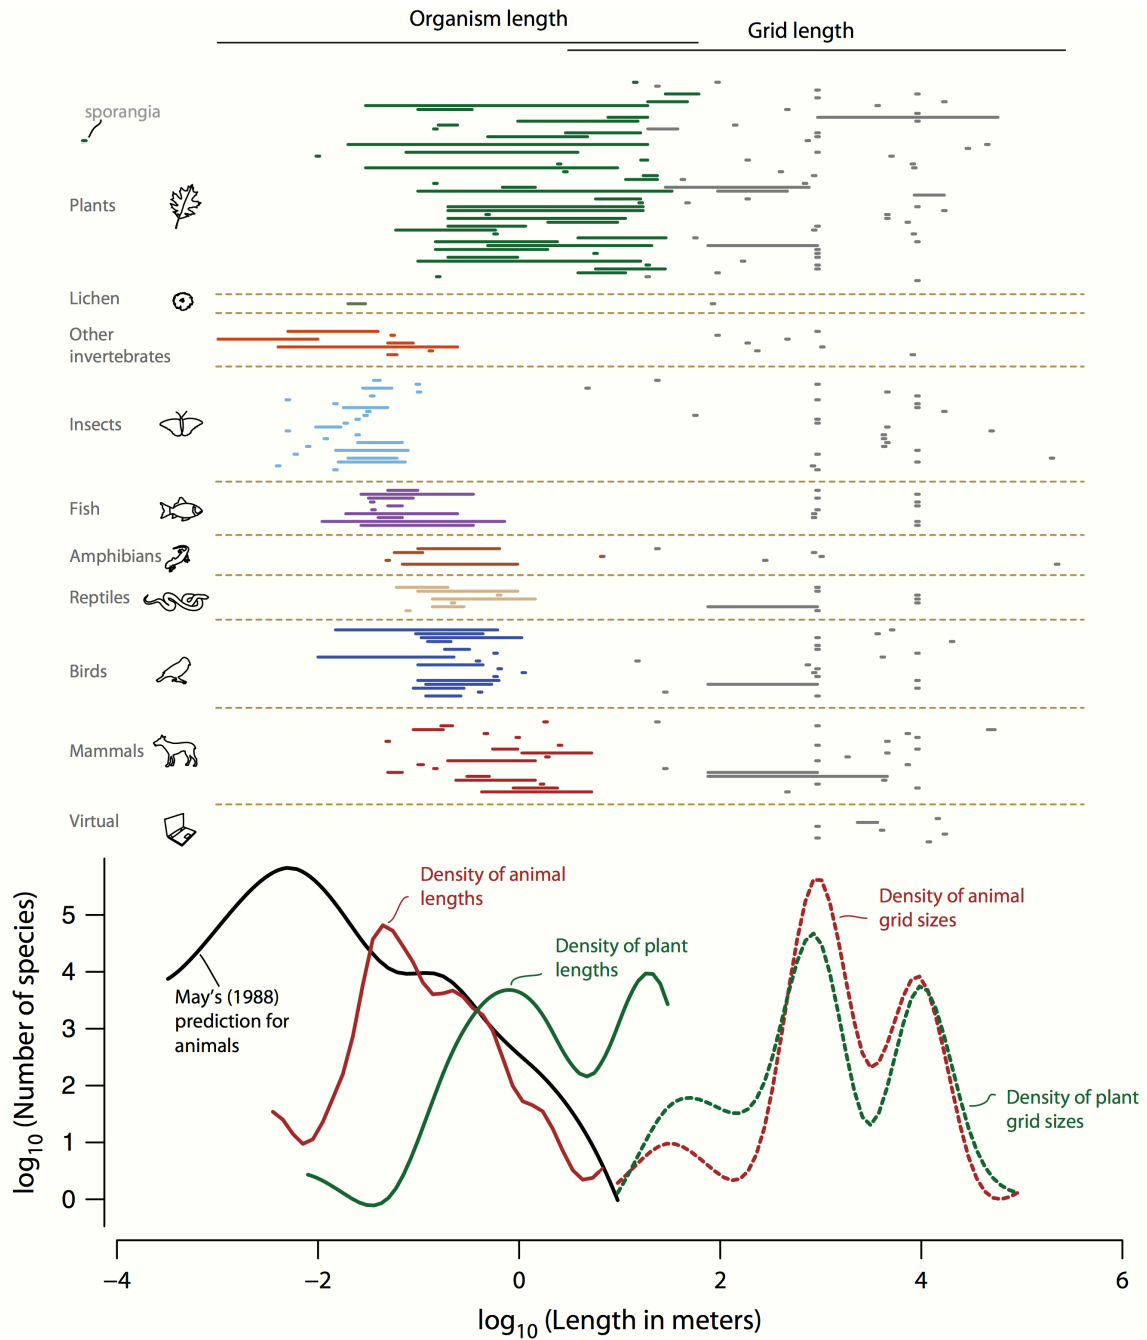 Organism length
Grid length
sporangia
Plants
Lichen
Other
invertebrates
Insects
Fish
Amphibians
Reptiles
Birds
Mammals
Virtual
Density of animal
lengths
Density of animal
grid sizes
Density of plant
lengths
May's (1988)
prediction for
animals
Density of plant
grid sizes
log10 (Number of species)
5
4
3
2
1
0
−4
−2
0
2
4
6
log10 (Length in meters)